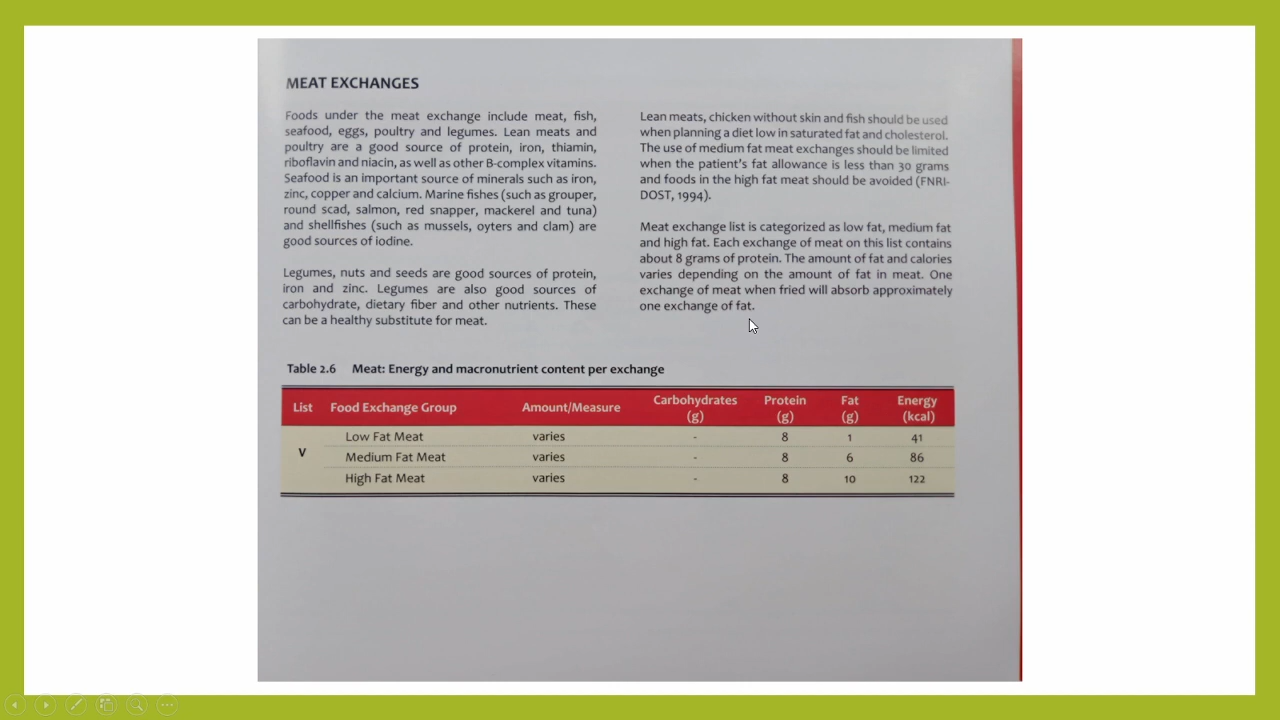 MEAT EXCHANGES
Foods under the meat exchange include meat, fish,
seafood, eggs, poultry and legumes. Lean meats and
poultry are a good source of protein, iron, thiamin,
riboflavin and niacin, as well as other B-complex vitamins.
Seafood is an important source of minerals such as iron,
zinc, copper and calcium. Marine fishes (such as grouper,
round scad, salmon, red snapper, mackerel and tuna)
and shellfishes (such as mussels, oyters and clam) are
good sources of iodine.
Legumes, nuts and seeds are good sources of protein,
iron and zinc. Legumes are also good sources of
carbohydrate, dietary fiber and other nutrients. These
can be a healthy substitute for meat.
Lean meats, chicken without skin and fish should be used
when planning a diet low in saturated fat and cholesterol.
The use of medium fat meat exchanges should be limited
when the patient's fat allowance is less than 30 grams
and foods in the high fat meat should be avoided (FNRI-
DOST, 1994).
Meat exchange list is categorized as low fat, medium fat
and high fat. Each exchange of meat on this list contains
about 8 grams of protein. The amount of fat and calories
varies depending on the amount of fat in meat. One
exchange of meat when fried will absorb approximately
one exchange of fat.
Table 2.6 Meat: Energy and macronutrient content per exchange
List Food Exchange Group Amount/Measure Carbohydrates (g) Protein (g) Fat (g) Energy (kcal)
V
Low Fat Meat varies - 8 1 41
Medium Fat Meat varies - 8 6 86
High Fat Meat varies - 8 10 122